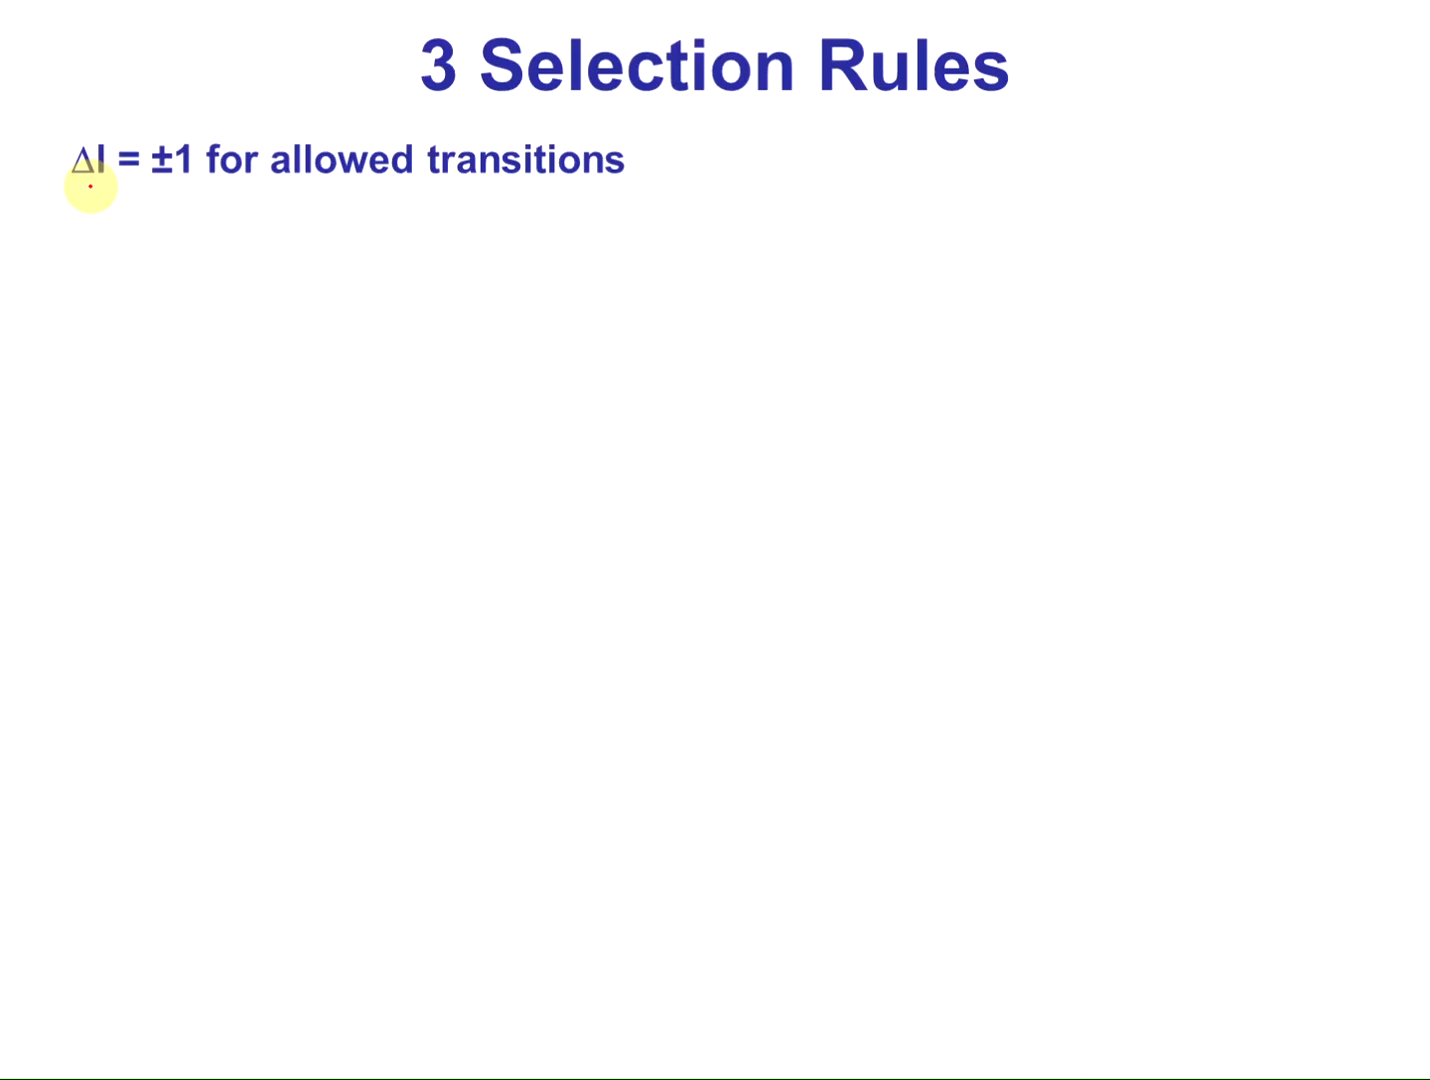 3 Selection Rules
Δl = ±1 for allowed transitions